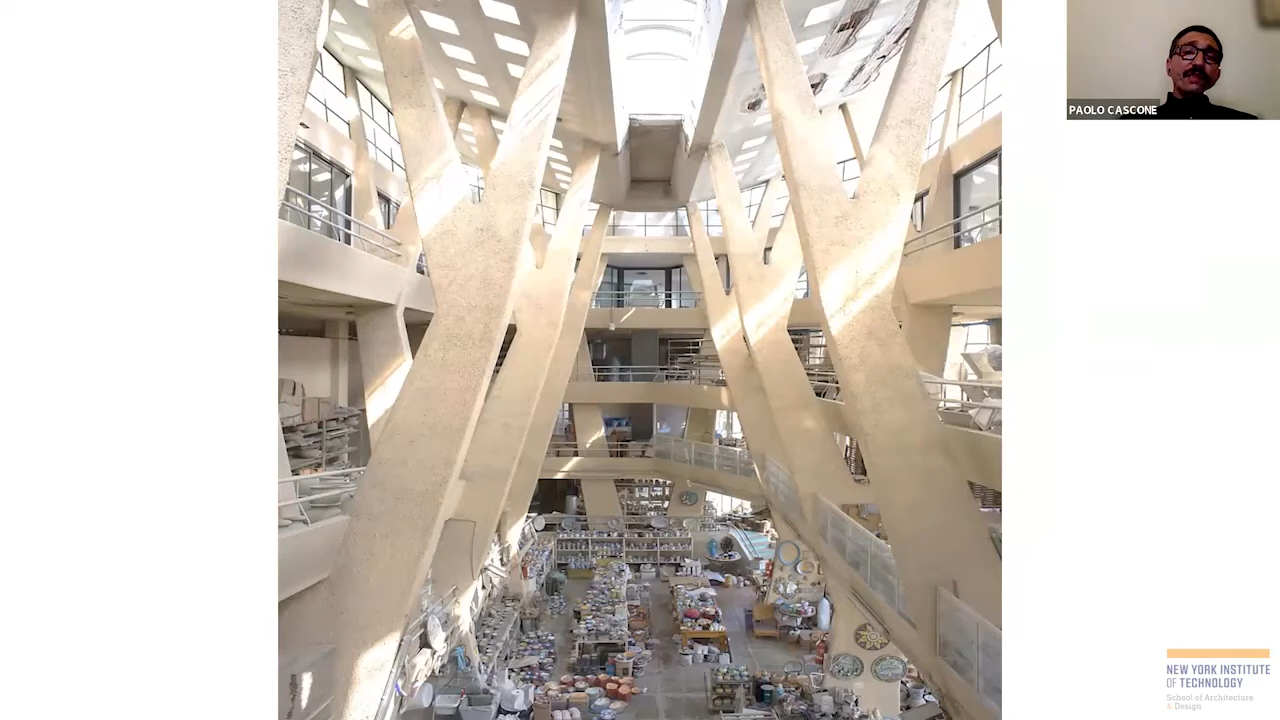 PAOLO CASCONE
NEW YORK INSTITUTE
OF TECHNOLOGY
School of Architecture
& Design